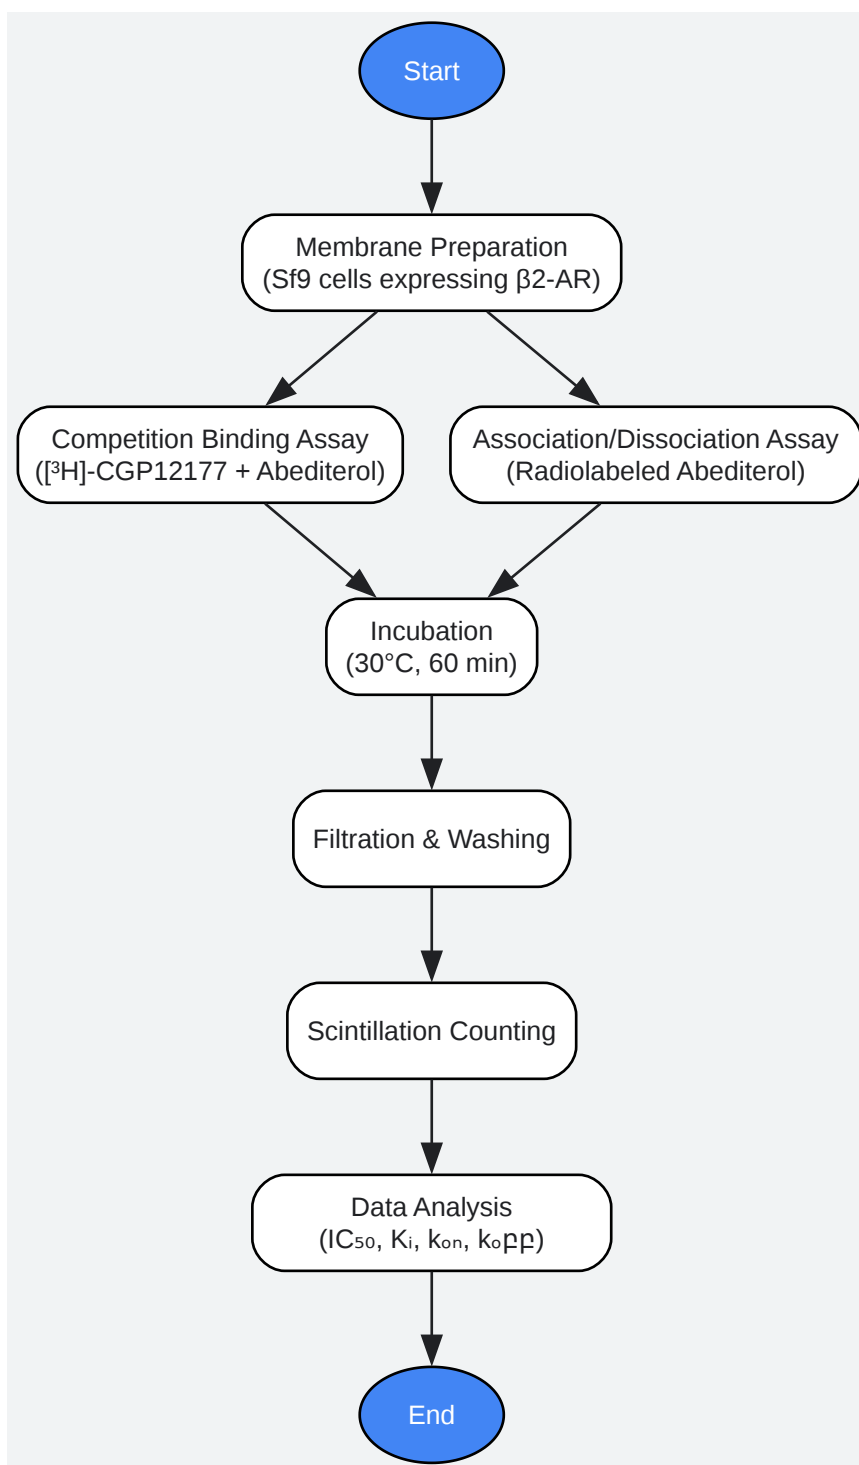 Start
Membrane Preparation
(Sf9 cells expressing β2-AR)
Competition Binding Assay
([³H]-CGP12177 + Abediterol)
Association/Dissociation Assay
(Radiolabeled Abediterol)
Incubation
(30°C, 60 min)
Filtration & Washing
Scintillation Counting
Data Analysis
(IC₅₀, Kᵢ, kₒₙ, kₒբբ)
End